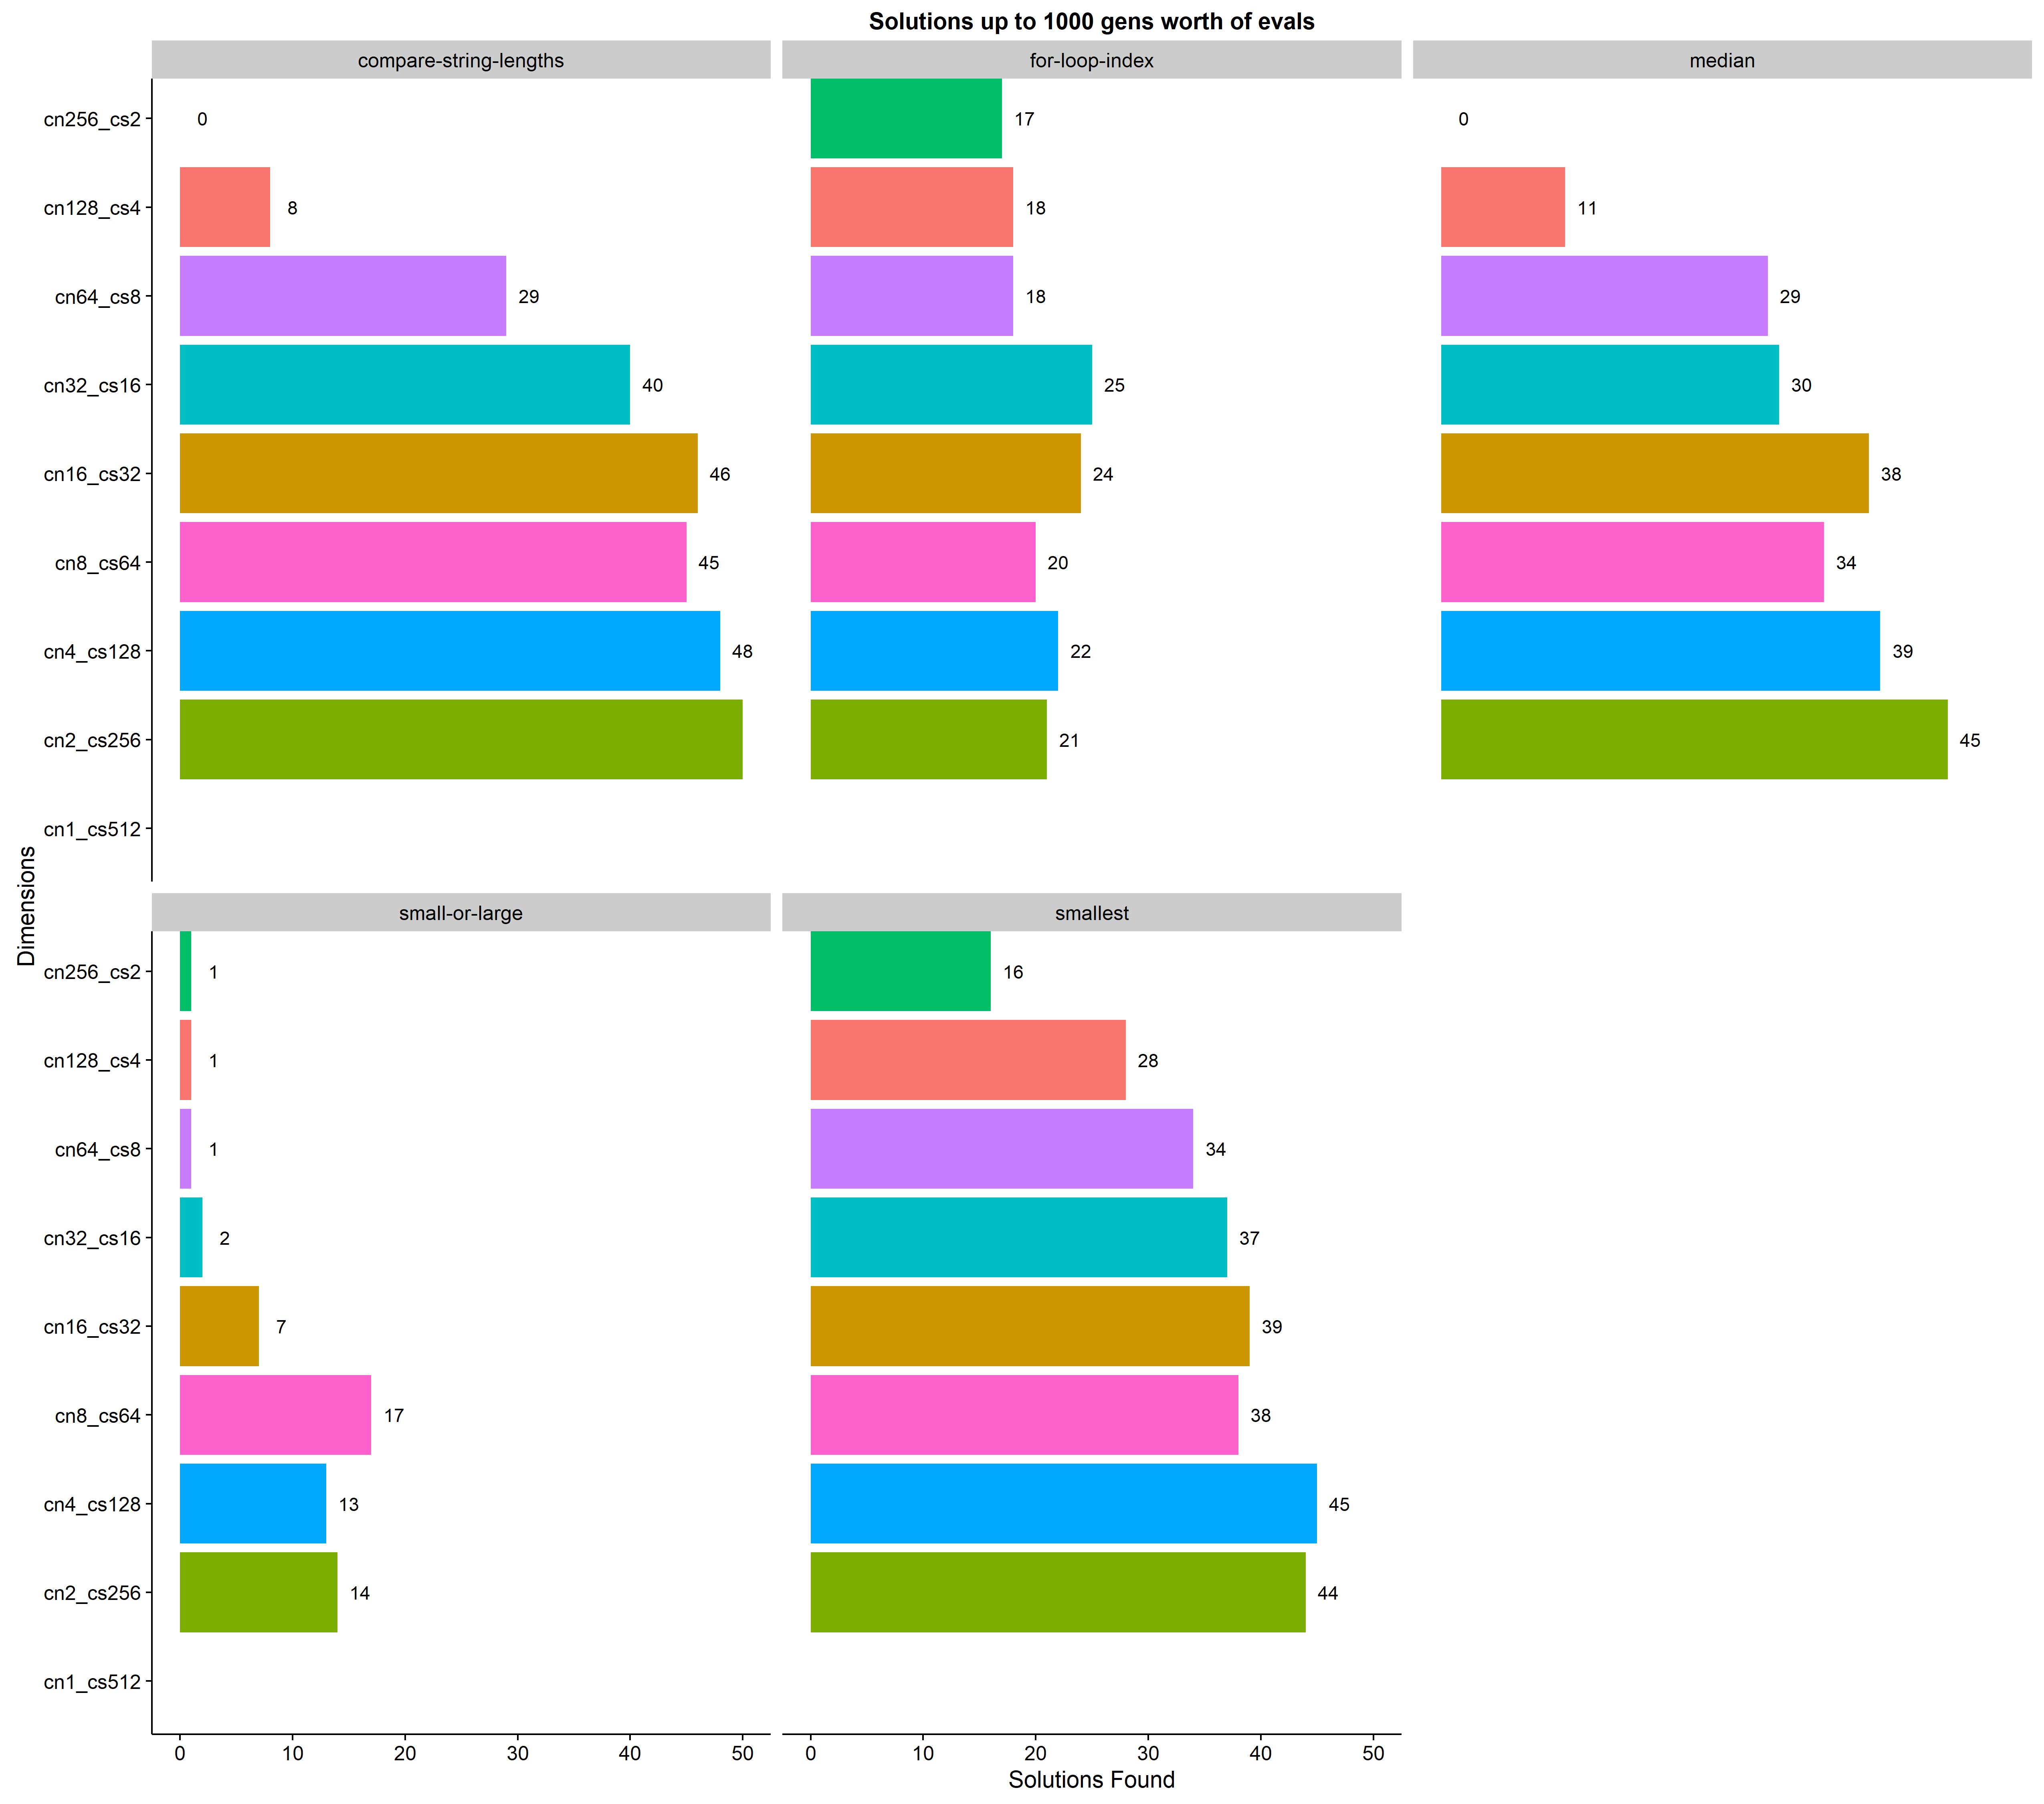 Solutions up to 1000 gens worth of evals
compare-string-lengths
for-loop-index
median
cn256_cs2
0
17
0
cn128_cs4
8
18
11
cn64_cs8
29
18
29
cn32_cs16
40
25
30
cn16_cs32
46
24
38
cn8_cs64
45
20
34
cn4_cs128
48
22
39
cn2_cs256
21
45
cn1_cs512
Dimensions
small-or-large
smallest
cn256_cs2
1
16
cn128_cs4
1
28
cn64_cs8
1
34
cn32_cs16
2
37
cn16_cs32
7
39
cn8_cs64
17
38
cn4_cs128
13
45
cn2_cs256
14
44
cn1_cs512
0 10 20 30 40 50
0 10 20 30 40 50
Solutions Found